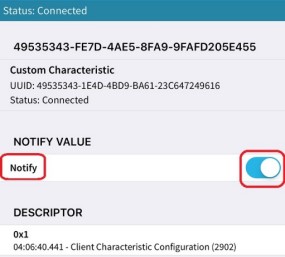 Status: Connected
49535343-FE7D-4AE5-8FA9-9FAFD205E455
Custom Characteristic
UUID: 49535343-1E4D-4BD9-BA61-23C647249616
Status: Connected
NOTIFY VALUE
Notify
DESCRIPTOR
0x1
04:06:40.441 - Client Characteristic Configuration (2902)